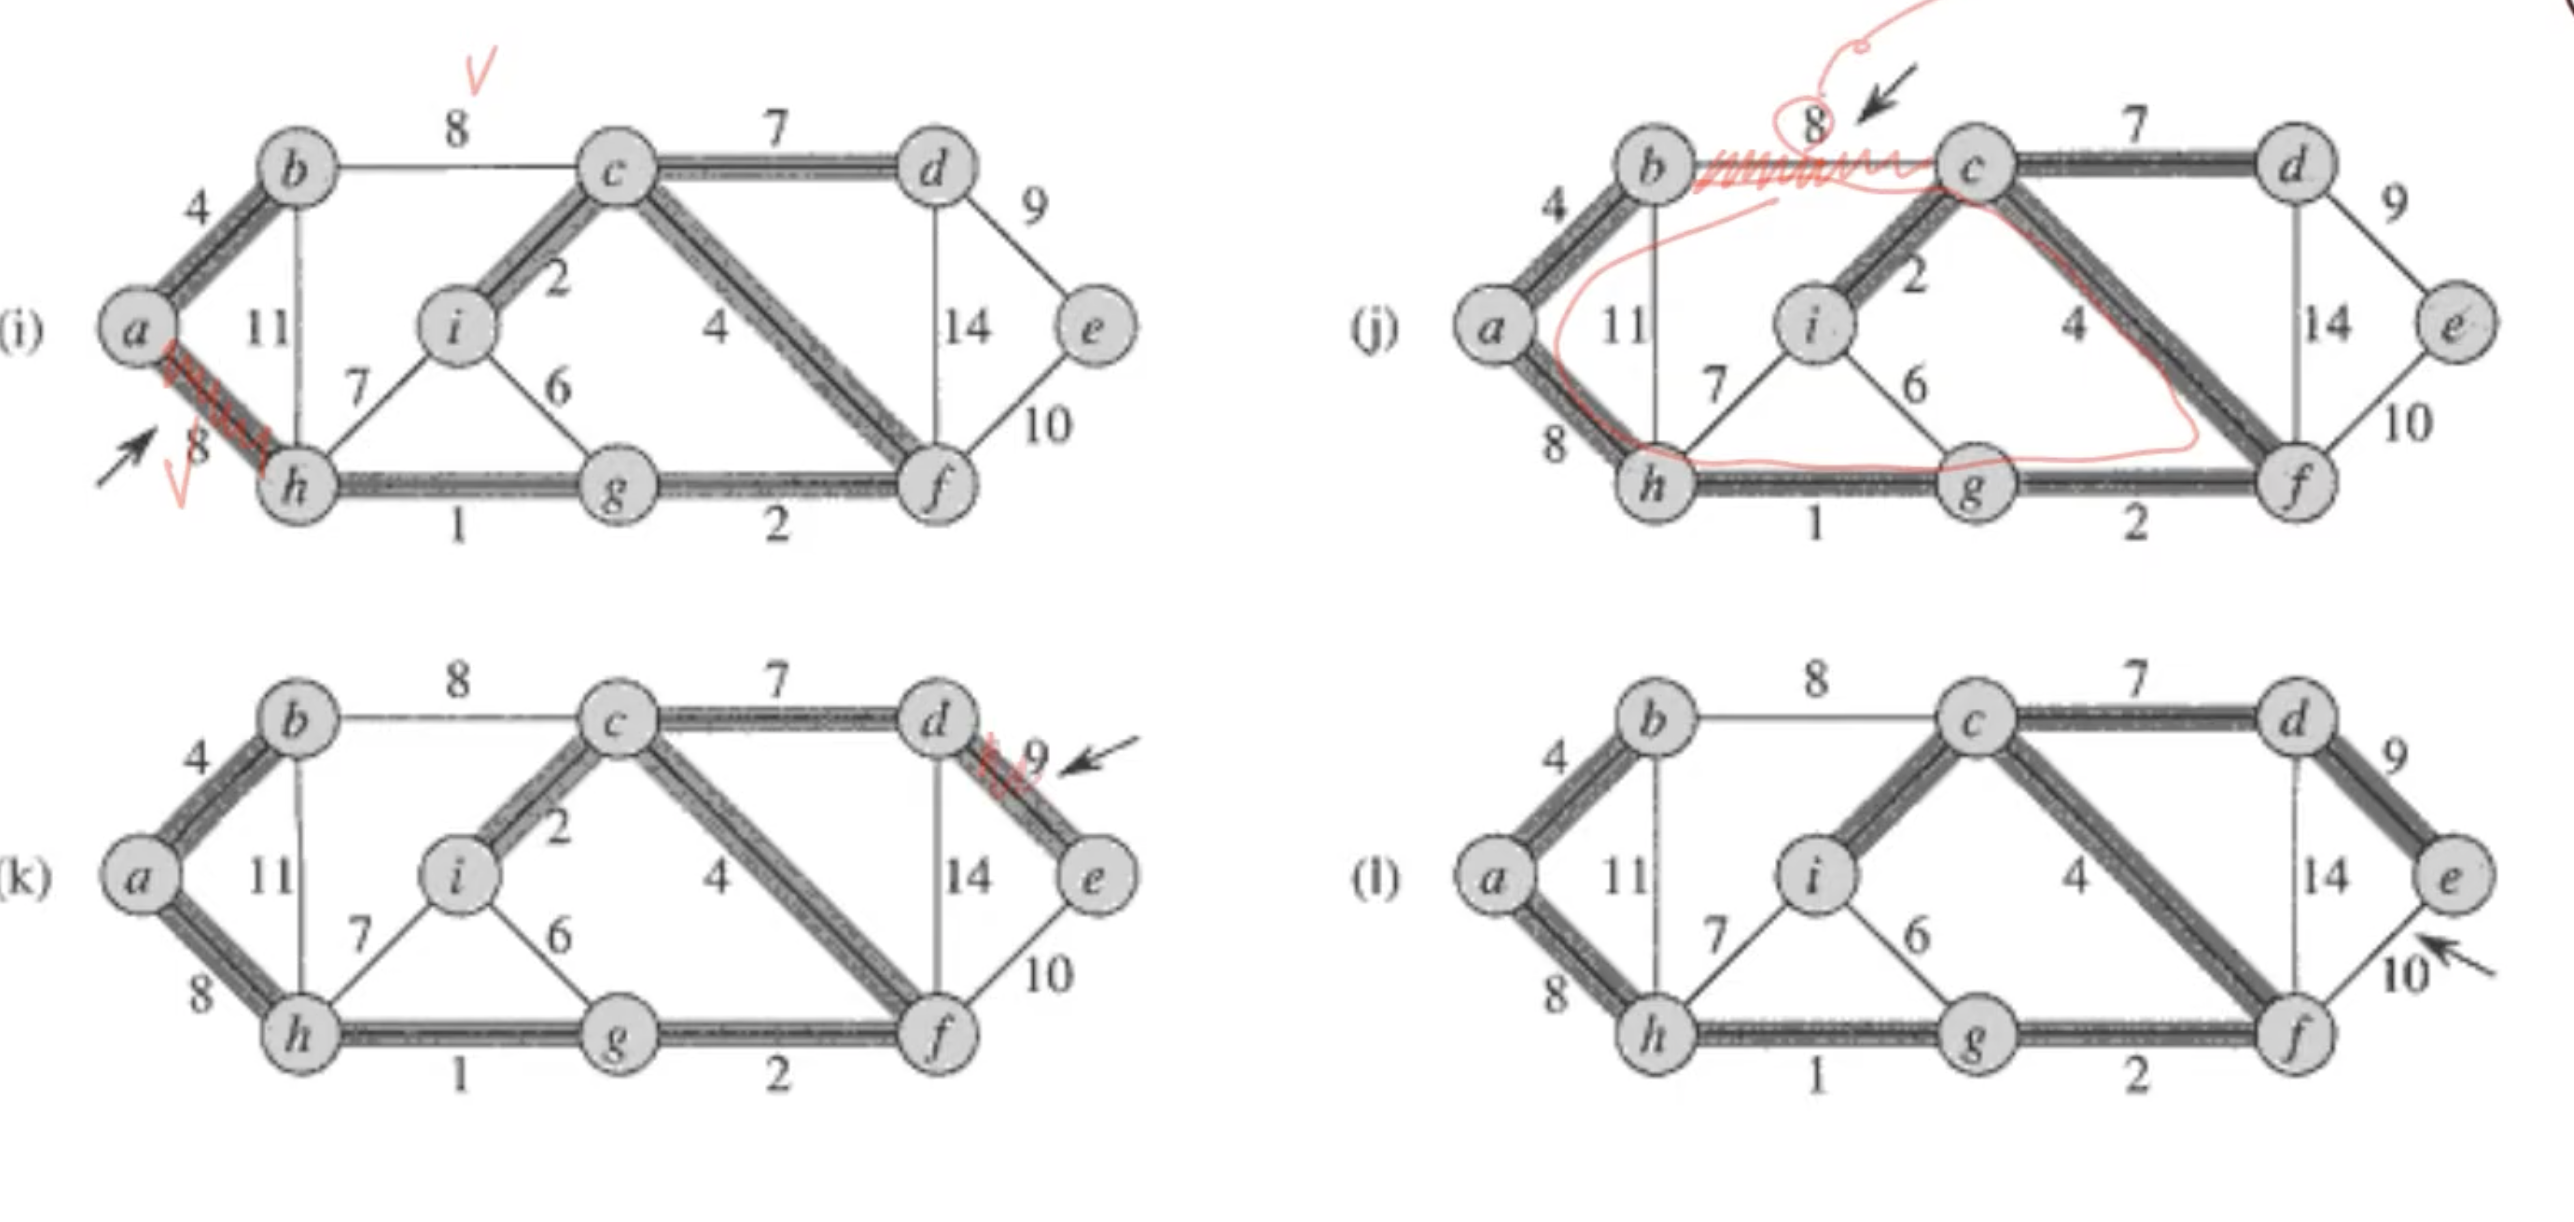 8 8 7
b c d b c d
4 9 4 9
2 2
(i) a 11 i 4 14 e (j) a 11 i 4 14 e
7 6 10 7 6 10
8 8
h g f h g f
1 2 1 2
8 7 8 7
b c d b c d
4 9 4 9
2
(k) a 11 i 4 14 e (l) a 11 i 4 14 e
7 6 10 7 6 10
8 8
h g f h g f
1 2 1 2